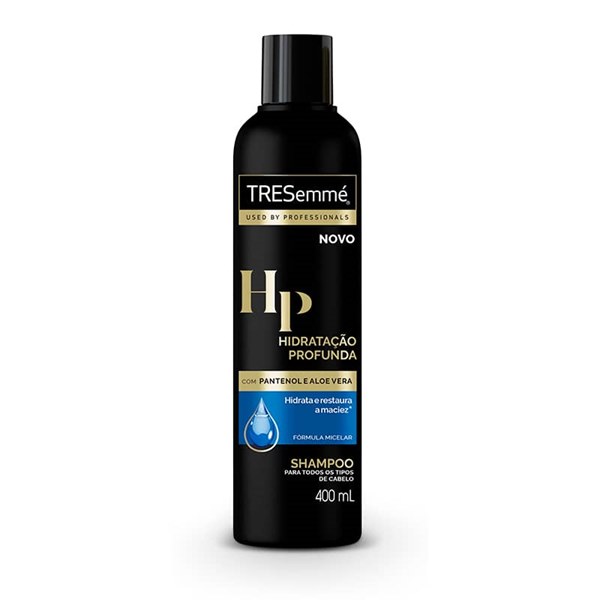 TRESemmé®
USED BY PROFESSIONALS
NOVO
HP
HIDRATAÇÃO
PROFUNDA
COM PANTENOL E ALOE VERA
Hidrata e restaura
a maciez*
FÓRMULA MICELAR
SHAMPOO
PARA TODOS OS TIPOS
DE CABELO
400 mL